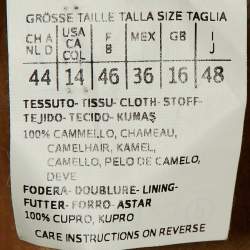 GRÖSSE TAILLE TALLA SIZE TAGLIA
CH A NL D USA CA COL F B MEX GB I J
44 14 46 36 16 48
TESSUTO-TISSU-CLOTH-STOFF-
TEJIDO-TECIDO-KUMAŞ
100% CAMMELLO, CHAMEAU,
CAMELHAIR, KAMEL,
CAMELLO, PELO DE CAMELO,
DEVE
FODERA-DOUBLURE-LINING-
FUTTER-FORRO-ASTAR
100% CUPRO, KUPRO
CARE INSTRUCTIONS ON REVERSE